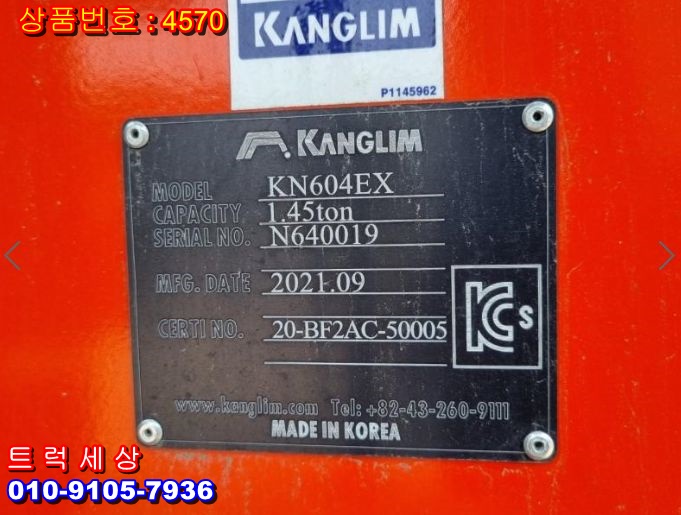 상품번호 : 4570
KANGLIM
P1145962
KANGLIM
MODEL KN604EX
CAPACITY 1.45ton
SERIAL NO. N640019
MFG. DATE 2021.09
CERTI NO. 20-BF2AC-50005
KCs
www.kanglim.com Tel: +82-43-260-9111
MADE IN KOREA
트럭세상
010-9105-7936